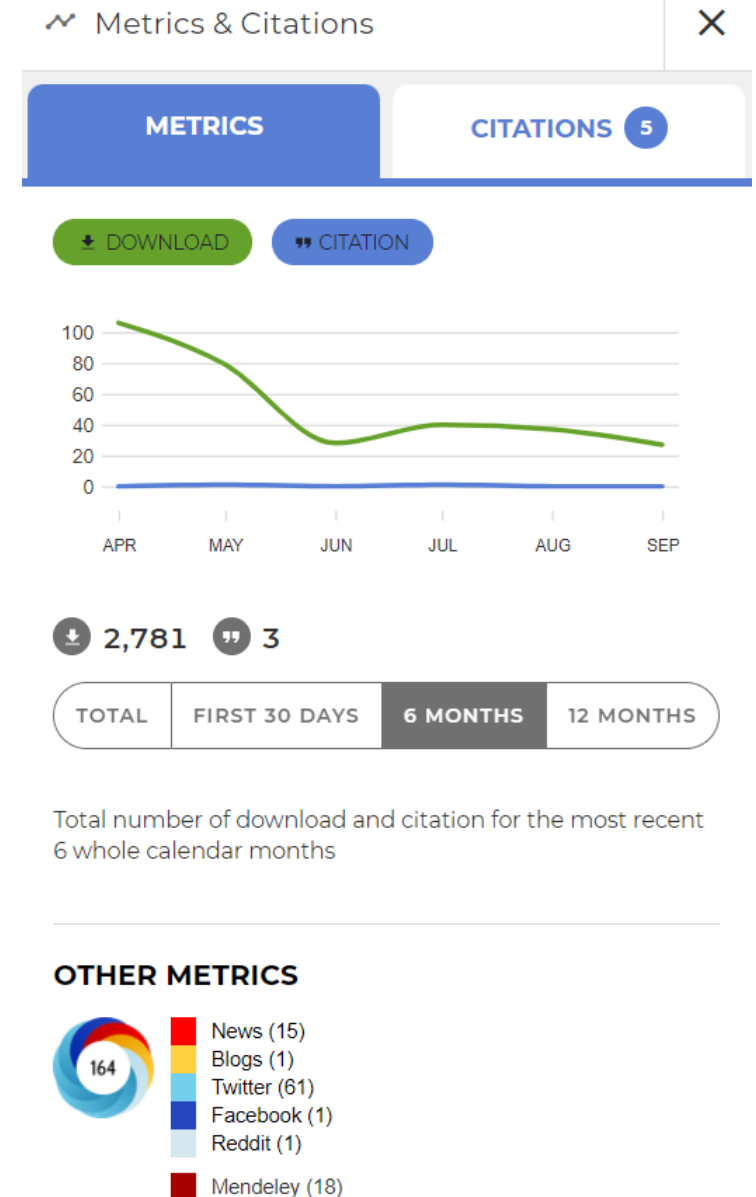 Metrics & Citations
METRICS
CITATIONS 5
DOWNLOAD
CITATION
100
80
60
40
20
0
APR MAY JUN JUL AUG SEP
2,781 3
TOTAL FIRST 30 DAYS 6 MONTHS 12 MONTHS
Total number of download and citation for the most recent
6 whole calendar months
OTHER METRICS
164
News (15)
Blogs (1)
Twitter (61)
Facebook (1)
Reddit (1)
Mendeley (18)